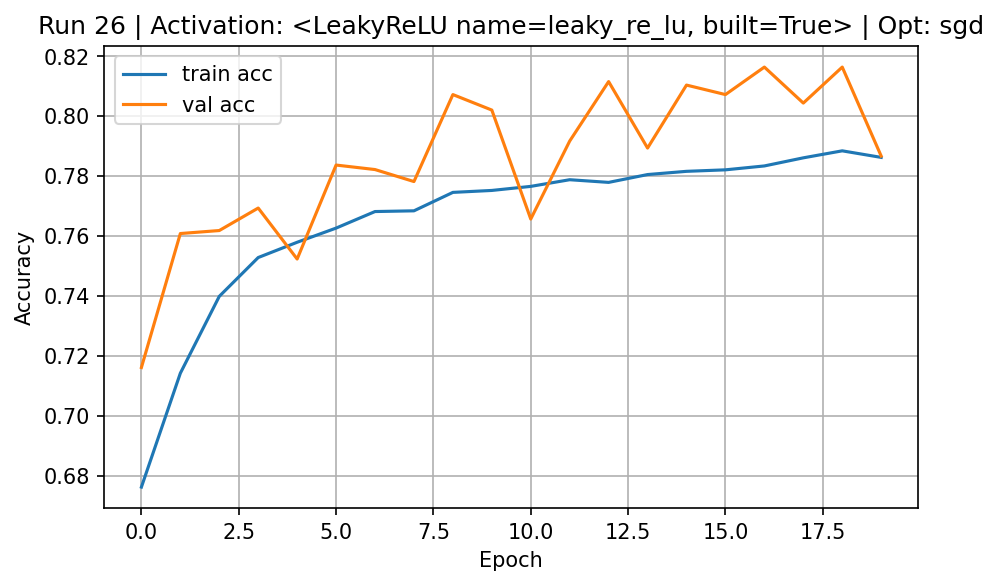 Run 26 | Activation: <LeakyReLU name=leaky_re_lu, built=True> | Opt: sgd
train acc
val acc
0.82
0.80
0.78
0.76
0.74
0.72
0.70
0.68
Accuracy
0.0 2.5 5.0 7.5 10.0 12.5 15.0 17.5
Epoch